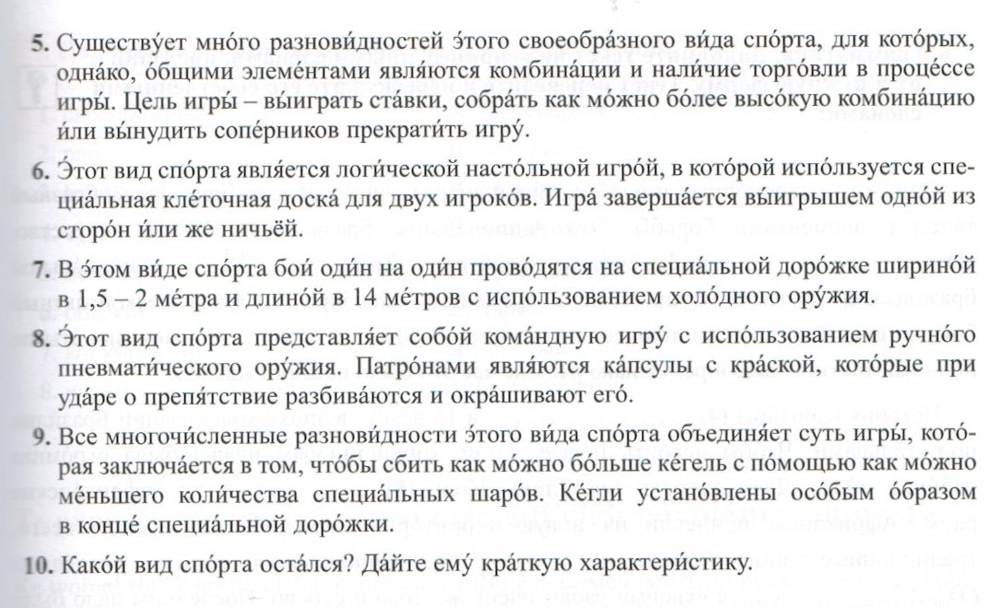 5. Существу́ет мно́го разнови́дностей э́того своеобра́зного ви́да спо́рта, для кото́рых,
одна́ко, о́бщими элеме́нтами явля́ются комбина́ции и нали́чие торго́вли в проце́ссе
игры́. Цель игры́ – вы́играть ста́вки, собра́ть как мо́жно бо́лее высо́кую комбина́цию
и́ли вы́нудить сопе́рников прекрати́ть игру́.
6. Э́тот вид спо́рта явля́ется логи́ческой насто́льной игро́й, в кото́рой испо́льзуется спе-
циа́льная кле́точная доска́ для двух игроко́в. Игра́ заверша́ется вы́игрышем одно́й из
сторо́н и́ли же ничьёй.
7. В э́том ви́де спо́рта бои́ оди́н на оди́н прово́дятся на специа́льной доро́жке ширино́й
в 1,5 – 2 ме́тра и длино́й в 14 ме́тров с испо́льзованием холо́дного ору́жия.
8. Э́тот вид спо́рта представля́ет собо́й кома́ндную игру́ с испо́льзованием ручно́го
пневмати́ческого ору́жия. Патро́нами явля́ются ка́псулы с кра́ской, кото́рые при
уда́ре о препя́тствие разбива́ются и окра́шивают его́.
9. Все многочи́сленные разнови́дности э́того ви́да спо́рта объединя́ет суть игры́, кото́-
рая заключа́ется в том, что́бы сбить как мо́жно бо́льше ке́гель с по́мощью как мо́жно
ме́ньшего коли́чества специа́льных шаро́в. Ке́гли устано́влены осо́бым о́бразом
в конце́ специа́льной доро́жки.
10. Како́й вид спо́рта оста́лся? Да́йте ему́ кра́ткую характери́стику.